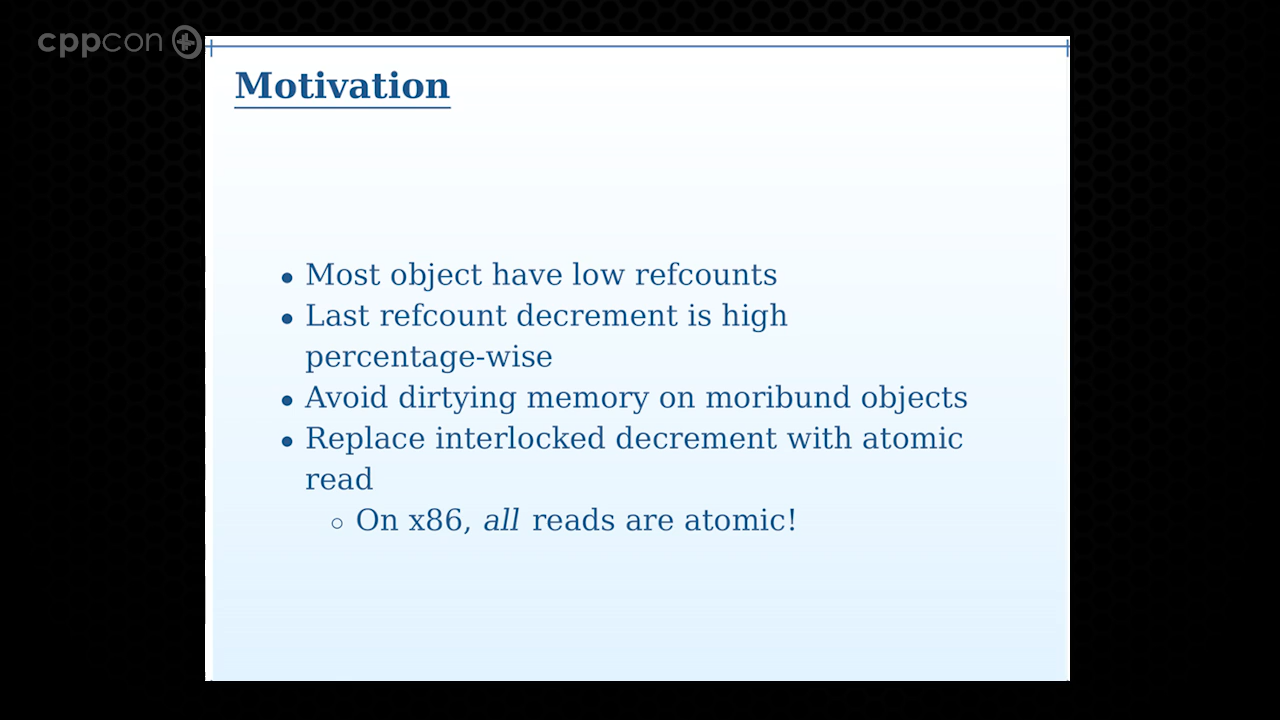 cppcon
Motivation
• Most object have low refcounts
• Last refcount decrement is high
percentage-wise
• Avoid dirtying memory on moribund objects
• Replace interlocked decrement with atomic
read
○ On x86, all reads are atomic!